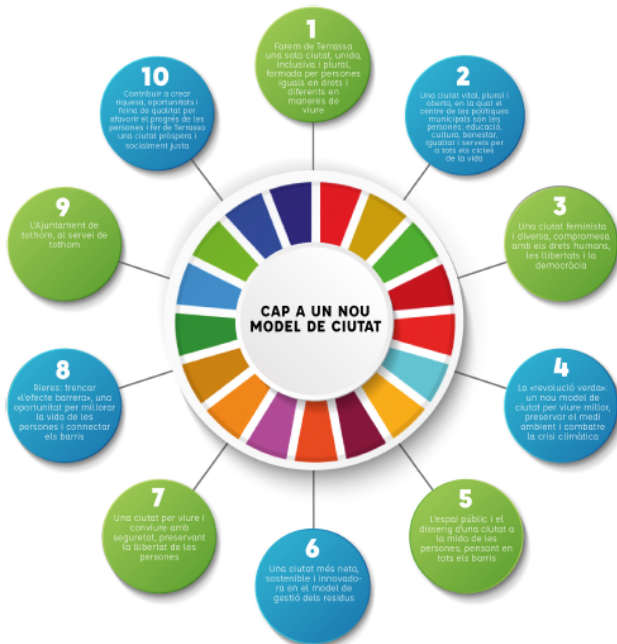 1
Farem de Terrassa
una sola ciutat, unida,
inclusiva i plural,
formada per persones
iguals en drets i
diferents en
maneres de
viure
2
Una ciutat vital, plural i
oberta, en la qual el
centre de les polítiques
municipals són les
persones: educació,
cultura, benestar,
igualtat i serveis per
a tots els cicles
de la vida
3
Una ciutat feminista
i diversa, compromesa
amb els drets humans,
les llibertats i la
democràcia
4
La «revolució verda»:
un nou model de
ciutat per viure millor,
preservar el medi
ambient i combatre
la crisi climàtica
5
L'espai públic i el
disseny d'una ciutat a
la mida de les
persones, pensant en
tots els barris
6
Una ciutat més neta,
sostenible i innovado-
ra en el model de
gestió dels residus
7
Una ciutat per viure i
conviure amb
seguretat, preservant
la llibertat de les
persones
8
Rieres: trencar
«l'efecte barrera», una
oportunitat per millorar
la vida de les
persones i connectar
els barris
9
L'Ajuntament de
tothom, al servei de
tothom
10
Contribuir a crear
riquesa, oportunitats i
feina de qualitat per
afavorir el progrés de les
persones i fer de Terrassa
una ciutat pròspera i
socialment justa
CAP A UN NOU
MODEL DE CIUTAT